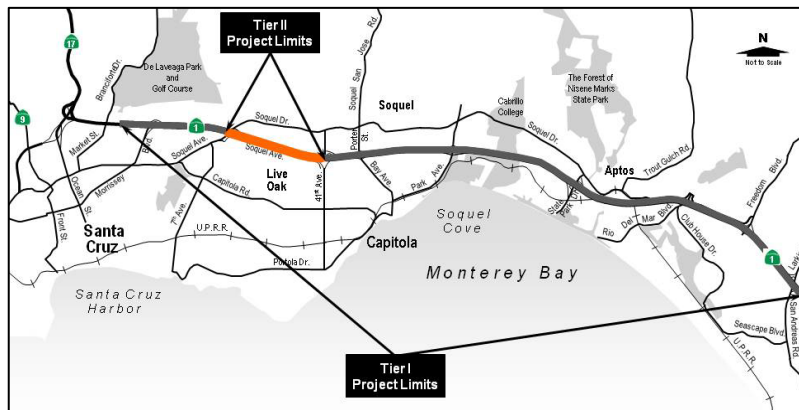 Tier II
Project Limits
N
Not to Scale
17
9
1
De LaVeaga Park
and
Golf Course
Branciforte Dr.
Market St.
Ocean St.
Front St.
Morrissey Blvd.
Soquel Ave.
Soquel Dr.
Soquel Ave.
Live
Oak
41st Ave.
7th Ave.
Capitola Rd
U.P.R.R.
Portola Dr.
Santa
Cruz
Capitola
Soquel San Jose Rd.
Soquel
Porter St.
Bay Ave.
Park Ave.
Cabrillo
College
Soquel Dr.
The Forest of
Nisene Marks
State Park
Aptos
Trout Gulch Rd.
State Park Dr.
Rio Del Mar Blvd.
Club House Dr.
Freedom Blvd.
1
San Andreas Rd.
Seascape Blvd.
U.P.R.R.
Soquel
Cove
Monterey Bay
Santa Cruz
Harbor
Tier I
Project Limits